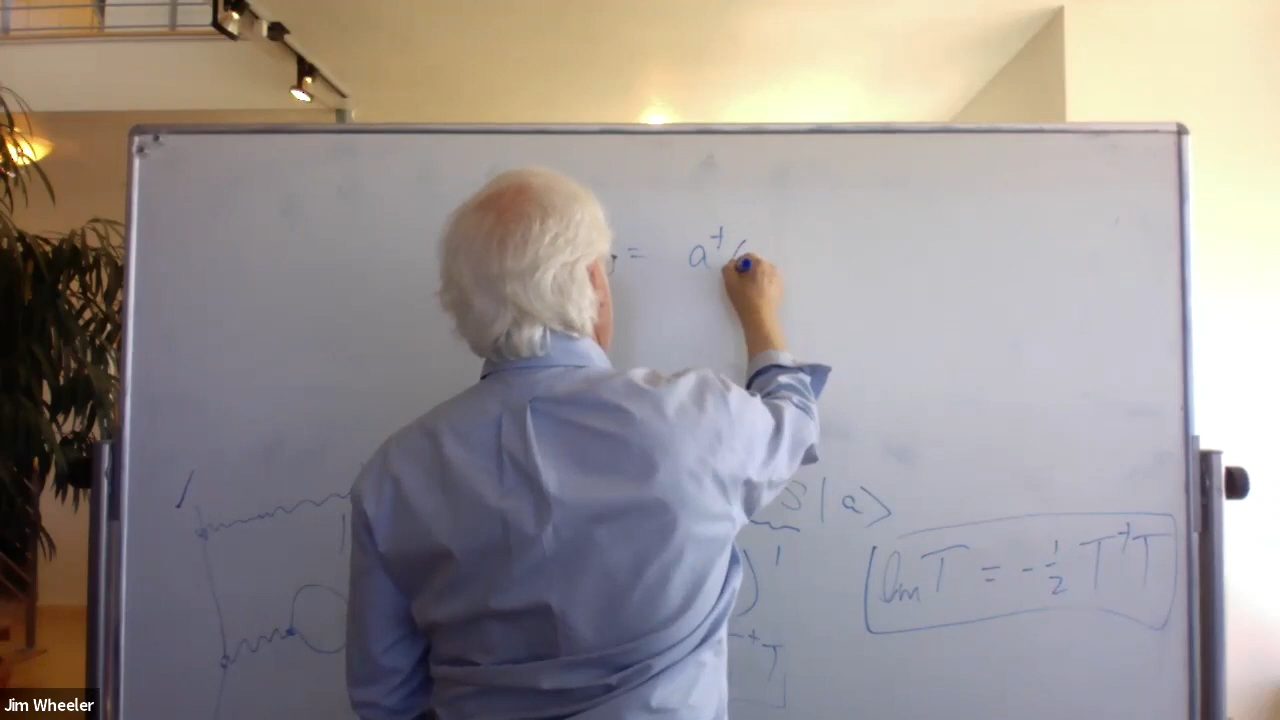 = a† (
S|a⟩
) '
Im T = - 1/2 T†T
†T
Jim Wheeler